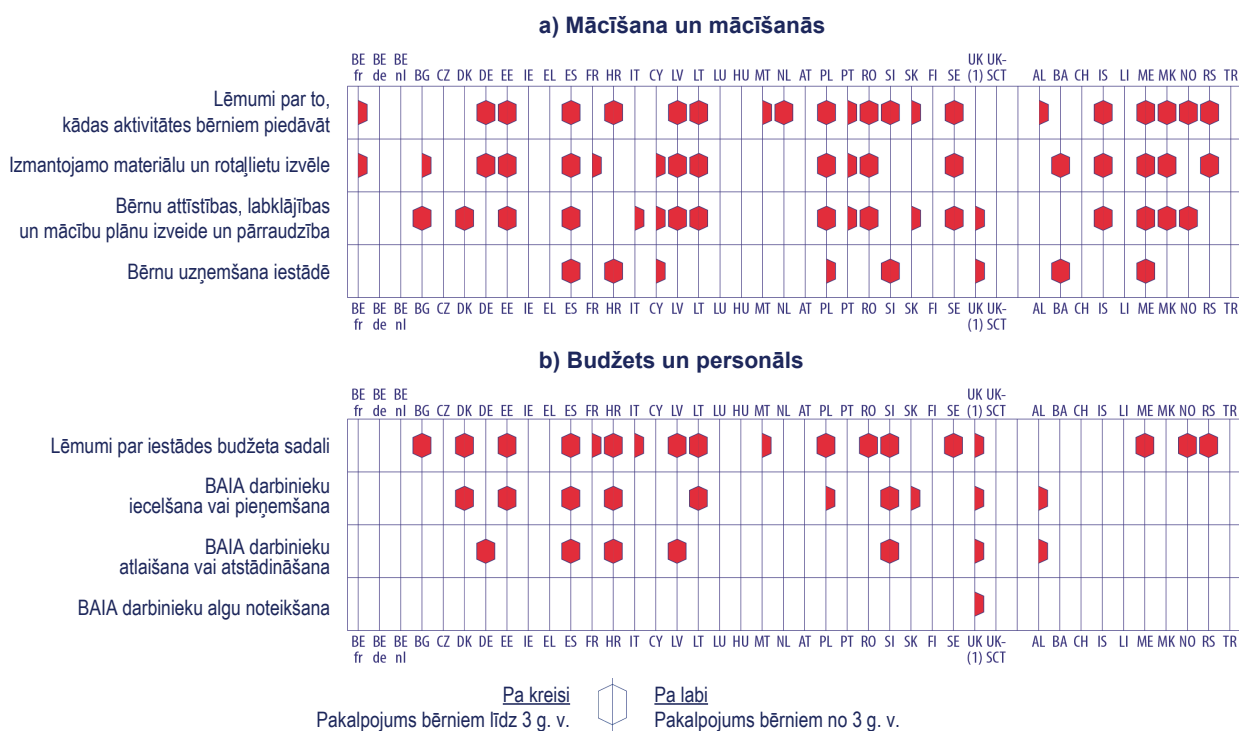 a) Mācīšana un mācīšanās
BE BE BE UK UK-
fr de nl BG CZ DK DE EE IE EL ES FR HR IT CY LV LT LU HU MT NL AT PL PT RO SI SK FI SE (1) SCT AL BA CH IS LI ME MK NO RS TR
Lēmumi par to,
kādas aktivitātes bērniem piedāvāt
Izmantojamo materiālu un rotaļlietu izvēle
Bērnu attīstības, labklājības
un mācību plānu izveide un pārraudzība
Bērnu uzņemšana iestādē
BE BE BE BG CZ DK DE EE IE EL ES FR HR IT CY LV LT LU HU MT NL AT PL PT RO SI SK FI SE UK UK- AL BA CH IS LI ME MK NO RS TR
fr de nl (1) SCT
b) Budžets un personāls
BE BE BE UK UK-
fr de nl BG CZ DK DE EE IE EL ES FR HR IT CY LV LT LU HU MT NL AT PL PT RO SI SK FI SE (1) SCT AL BA CH IS LI ME MK NO RS TR
Lēmumi par iestādes budžeta sadali
BAIA darbinieku
iecelšana vai pieņemšana
BAIA darbinieku
atlaišana vai atstādināšana
BAIA darbinieku algu noteikšana
BE BE BE BG CZ DK DE EE IE EL ES FR HR IT CY LV LT LU HU MT NL AT PL PT RO SI SK FI SE UK UK- AL BA CH IS LI ME MK NO RS TR
fr de nl (1) SCT
Pa kreisi Pa labi
Pakalpojums bērniem līdz 3 g. v. Pakalpojums bērniem no 3 g. v.